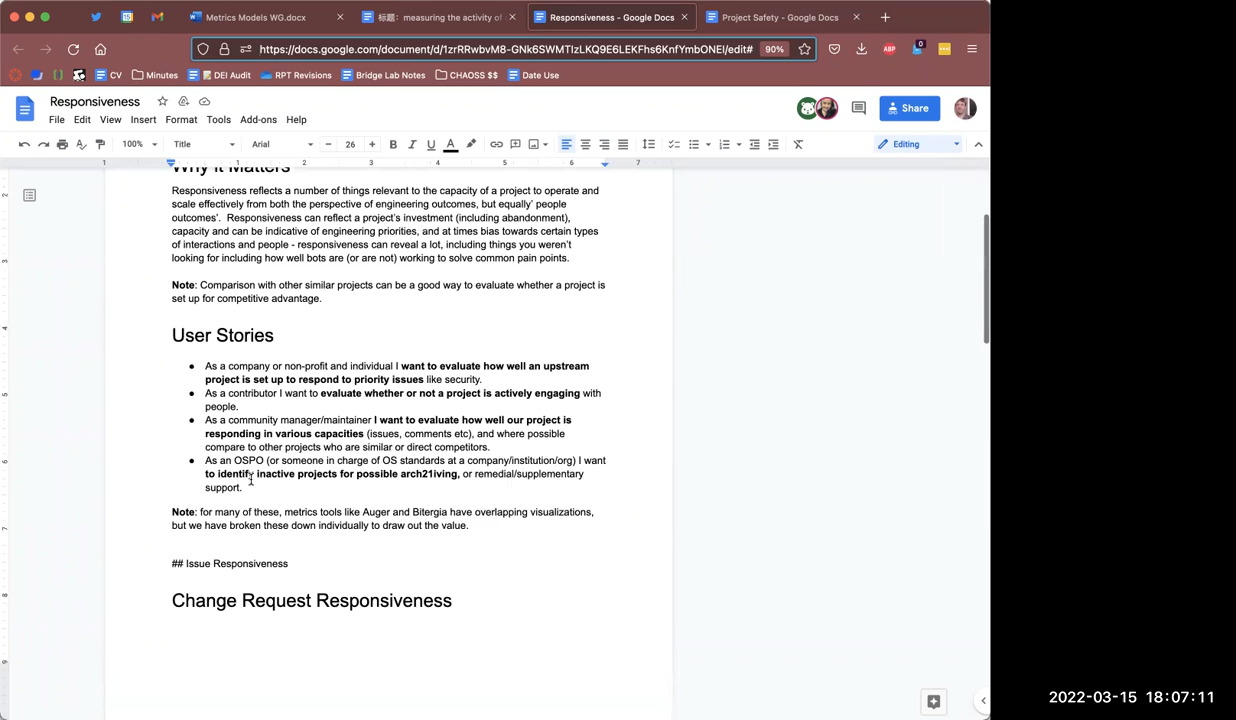 Metrics Models WG.docx
标题：measuring the activity of
Responsiveness - Google Docs
Project Safety - Google Docs
https://docs.google.com/document/d/1zrRRwbvM8-GNk6SWMTIzLKQ9E6LEKFhs6KnfYmbONEI/edit#
90%
ABP
0
CV
Minutes
DEI Audit
RPT Revisions
Bridge Lab Notes
CHAOSS $$
Date Use
Responsiveness
Share
File Edit View Insert Format Tools Add-ons Help
100% Title Arial 26 B I U A Editing
1 1 2 3 4 5 6 7
Why it Matters
Responsiveness reflects a number of things relevant to the capacity of a project to operate and
scale effectively from both the perspective of engineering outcomes, but equally' people
outcomes'. Responsiveness can reflect a project's investment (including abandonment),
capacity and can be indicative of engineering priorities, and at times bias towards certain types
of interactions and people - responsiveness can reveal a lot, including things you weren't
looking for including how well bots are (or are not) working to solve common pain points.
Note: Comparison with other similar projects can be a good way to evaluate whether a project is
set up for competitive advantage.
User Stories
● As a company or non-profit and individual I want to evaluate how well an upstream
project is set up to respond to priority issues like security.
● As a contributor I want to evaluate whether or not a project is actively engaging with
people.
● As a community manager/maintainer I want to evaluate how well our project is
responding in various capacities (issues, comments etc), and where possible
compare to other projects who are similar or direct competitors.
● As an OSPO (or someone in charge of OS standards at a company/institution/org) I want
to identify inactive projects for possible arch21iving, or remedial/supplementary
support.
Note: for many of these, metrics tools like Auger and Bitergia have overlapping visualizations,
but we have broken these down individually to draw out the value.
## Issue Responsiveness
Change Request Responsiveness
2022-03-15 18:07:11